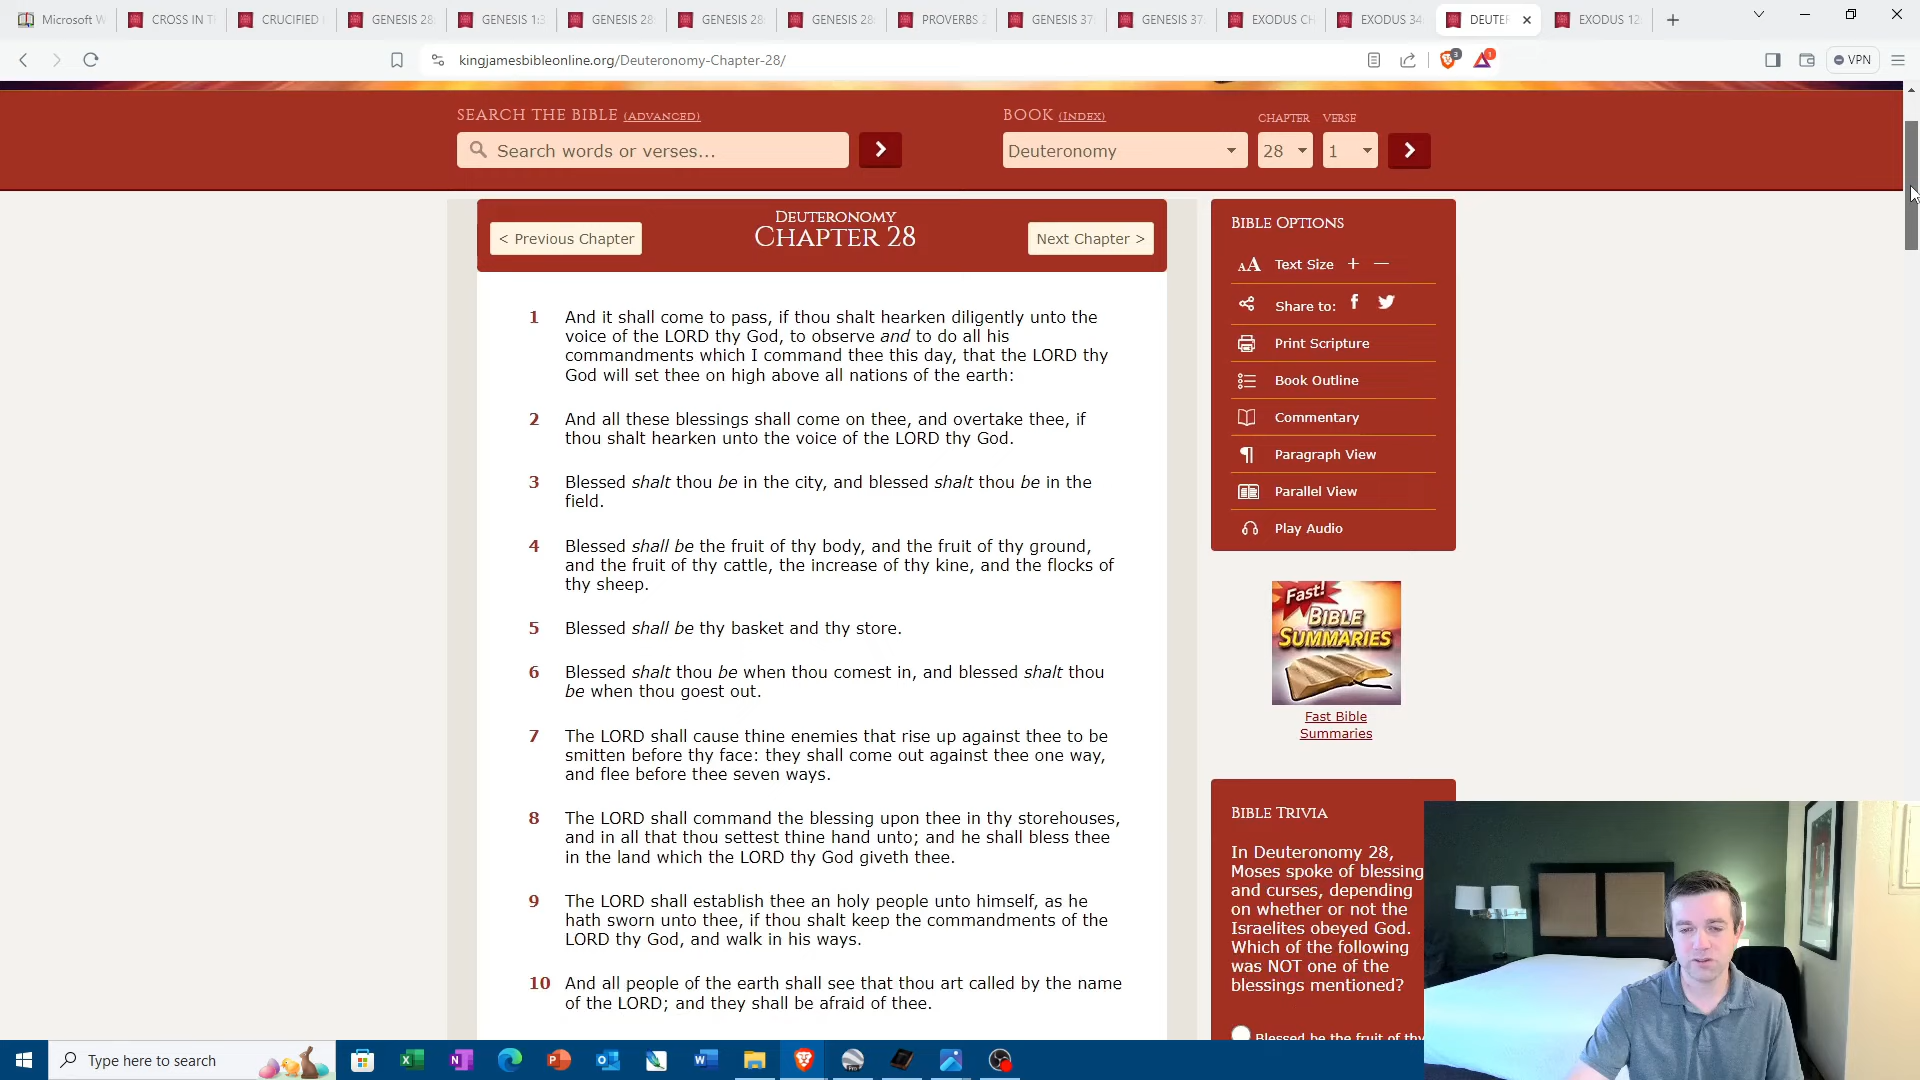 Microsoft W
CROSS IN T
CRUCIFIED
GENESIS 28
GENESIS 1:3
GENESIS 28
GENESIS 28
GENESIS 28
PROVERBS 2
GENESIS 37
GENESIS 37
EXODUS CH
EXODUS 34
DEUTE
EXODUS 12
kingjamesbibleonline.org/Deuteronomy-Chapter-28/
3
1
VPN
SEARCH THE BIBLE (ADVANCED)
BOOK (INDEX)
CHAPTER
VERSE
Search words or verses...
Deuteronomy
28
1
< Previous Chapter
DEUTERONOMY
CHAPTER 28
Next Chapter >
1 And it shall come to pass, if thou shalt hearken diligently unto the
voice of the LORD thy God, to observe and to do all his
commandments which I command thee this day, that the LORD thy
God will set thee on high above all nations of the earth:
2 And all these blessings shall come on thee, and overtake thee, if
thou shalt hearken unto the voice of the LORD thy God.
3 Blessed shalt thou be in the city, and blessed shalt thou be in the
field.
4 Blessed shall be the fruit of thy body, and the fruit of thy ground,
and the fruit of thy cattle, the increase of thy kine, and the flocks of
thy sheep.
5 Blessed shall be thy basket and thy store.
6 Blessed shalt thou be when thou comest in, and blessed shalt thou
be when thou goest out.
7 The LORD shall cause thine enemies that rise up against thee to be
smitten before thy face: they shall come out against thee one way,
and flee before thee seven ways.
8 The LORD shall command the blessing upon thee in thy storehouses,
and in all that thou settest thine hand unto; and he shall bless thee
in the land which the LORD thy God giveth thee.
9 The LORD shall establish thee an holy people unto himself, as he
hath sworn unto thee, if thou shalt keep the commandments of the
LORD thy God, and walk in his ways.
10 And all people of the earth shall see that thou art called by the name
of the LORD; and they shall be afraid of thee.
BIBLE OPTIONS
AA Text Size + —
Share to:
Print Scripture
Book Outline
Commentary
Paragraph View
Parallel View
Play Audio
Fast!
BIBLE
SUMMARIES
Fast Bible
Summaries
BIBLE TRIVIA
In Deuteronomy 28,
Moses spoke of blessing
and curses, depending
on whether or not the
Israelites obeyed God.
Which of the following
was NOT one of the
blessings mentioned?
Blessed be the fruit of thy
Type here to search